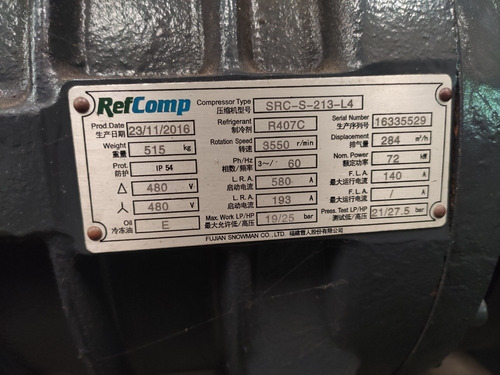 RefComp
Compressor Type SRC-S-213-L4
压缩机型号
Prod.Date 23/11/2016 Refrigerant R407C Serial Number 16335529
生产日期 制冷剂 生产序列号
Weight 515 kg Rotation Speed 3550 r/min Displacement 284 m³/h
重量 转速 排气量
Prot. IP 54 Ph/Hz 3~/ 60 Nom. Power 72 kW
防护 相数/频率 额定功率
Δ 480 V L.R.A. 580 A F.L.A. 140 A
启动电流 最大运行电流
人 480 V L.R.A. 193 A F.L.A. / A
启动电流 最大运行电流
Oil E Max. Work LP/HP 19/25 bar Press. Test LP/HP 21/27.5 bar
冷冻油 最大允许低/高压 测试低/高压
FUJIAN SNOWMAN CO., LTD. 福建雪人股份有限公司